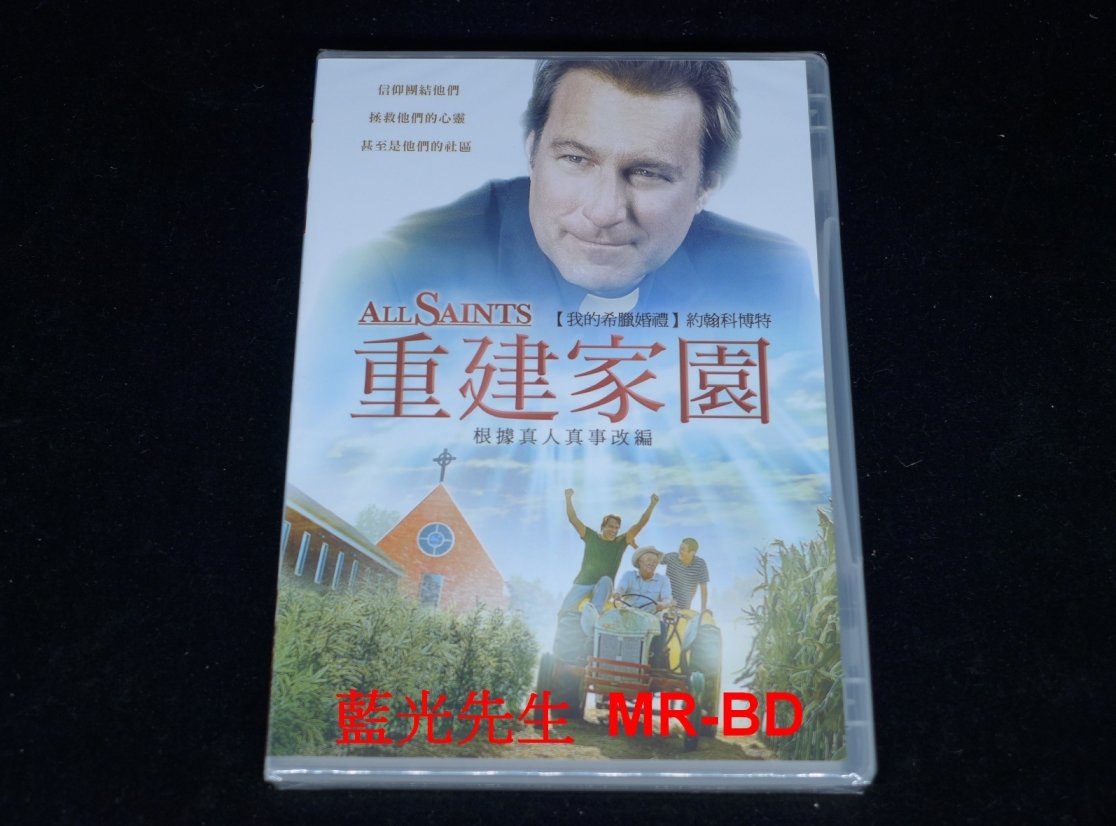 信仰團結他們
拯救他們的心靈
甚至是他們的社區
ALL SAINTS 【我的希臘婚禮】約翰科博特
重建家園
根據真人真事改編
藍光先生 MR-BD